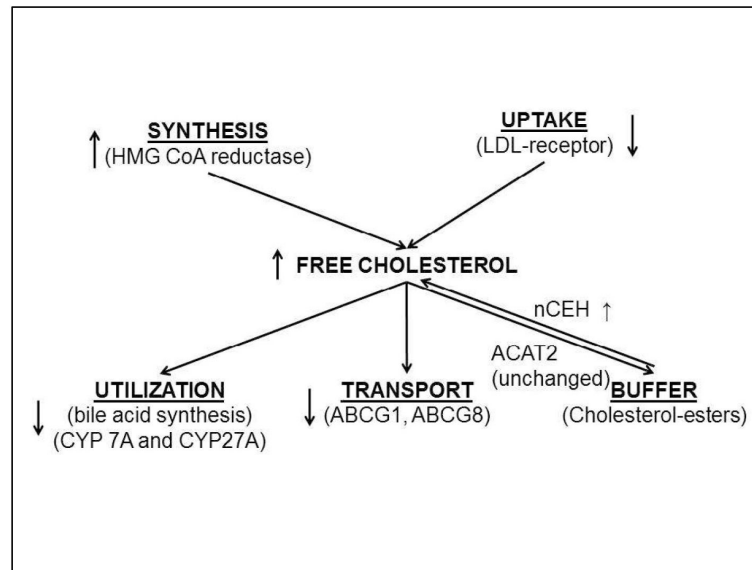 SYNTHESIS
(HMG CoA reductase)
UPTAKE
(LDL-receptor)
FREE CHOLESTEROL
nCEH ↑
ACAT2
(unchanged)
UTILIZATION
(bile acid synthesis)
(CYP 7A and CYP27A)
TRANSPORT
(ABCG1, ABCG8)
BUFFER
(Cholesterol-esters)